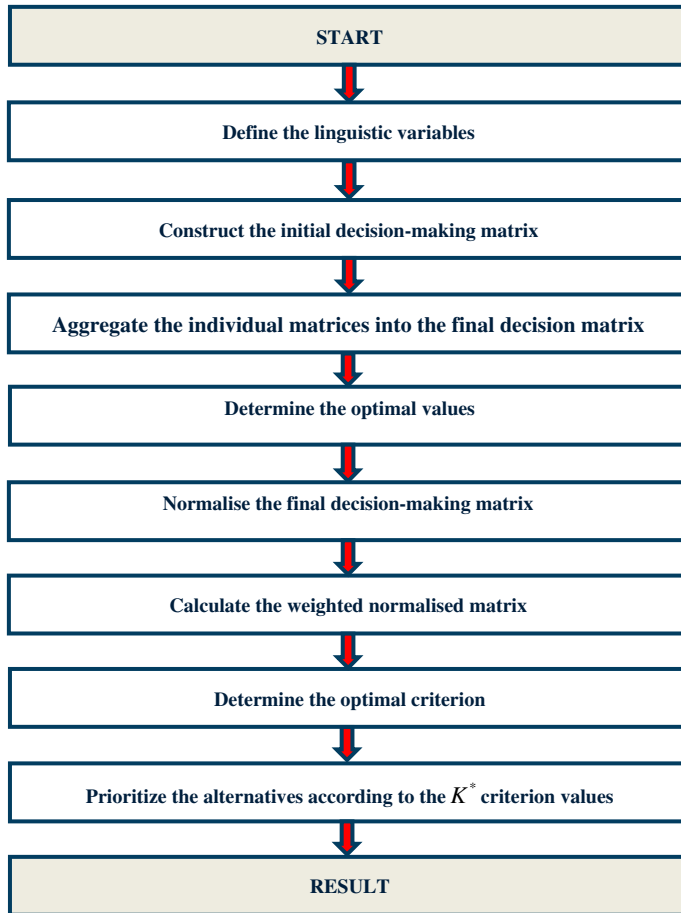 START
Define the linguistic variables
Construct the initial decision-making matrix
Aggregate the individual matrices into the final decision matrix
Determine the optimal values
Normalise the final decision-making matrix
Calculate the weighted normalised matrix
Determine the optimal criterion
Prioritize the alternatives according to the K* criterion values
RESULT